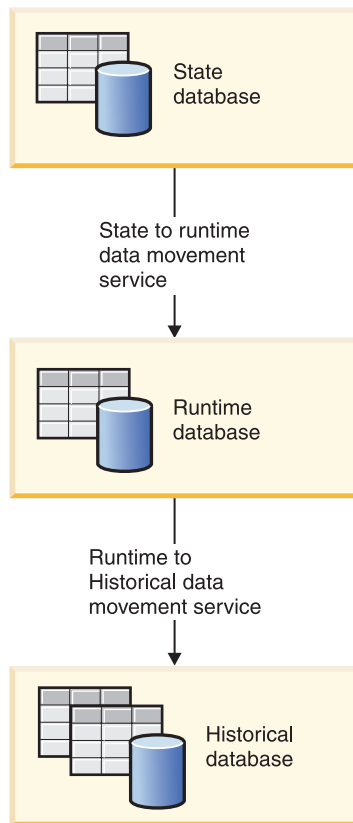 State
database
State to runtime
data movement
service
Runtime
database
Runtime to
Historical data
movement service
Historical
database